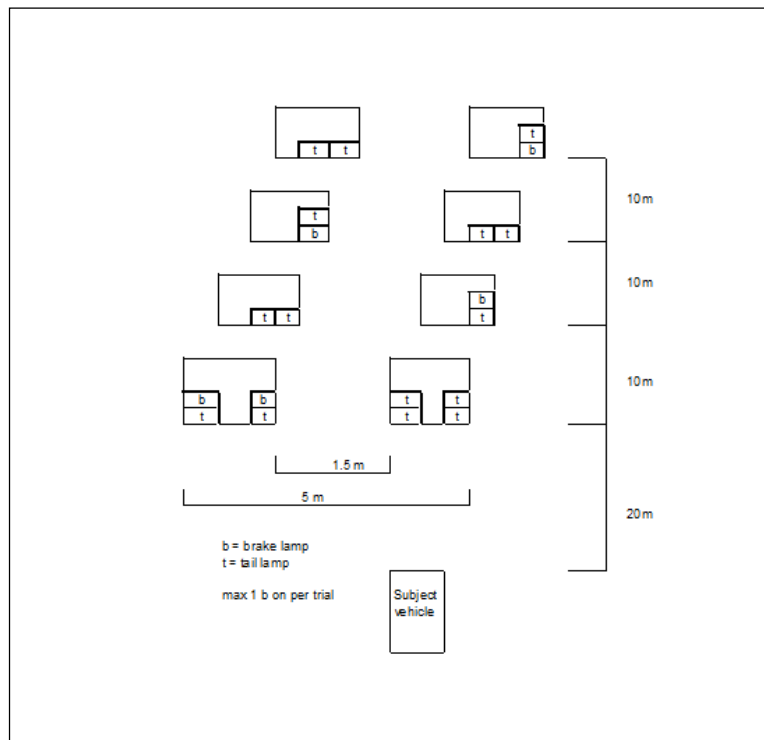 t t
t
b
10m
t
b
t t
10m
t t
b
t
10m
b b
t t
t t
t t
1.5 m
5 m
20m
b = brake lamp
t = tail lamp
max 1 b on per trial
Subject
vehicle